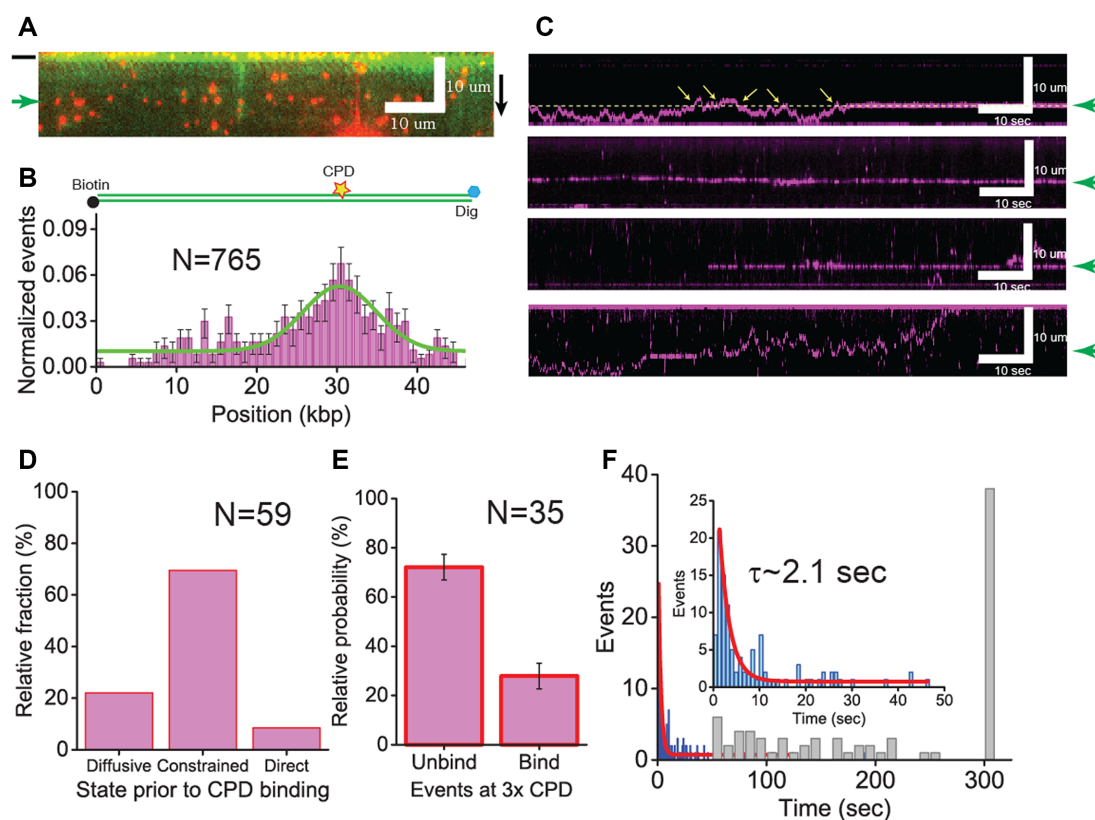 A
10 um
10 um
B
Biotin
CPD
Dig
N=765
0.09
0.06
0.03
0.00
Normalized events
0
10
20
30
40
Position (kbp)
C
10 um
10 sec
10 um
10 sec
10 um
10 sec
10 um
10 sec
D
N=59
100
80
60
40
20
0
Relative fraction (%)
Diffusive Constrained Direct
State prior to CPD binding
E
N=35
100
80
60
40
20
0
Relative probability (%)
Unbind Bind
Events at 3x CPD
F
40
30
20
10
0
Events
0
100
200
300
Time (sec)
25
20
15
10
5
0
Events
τ~2.1 sec
0
10
20
30
40
50
Time (sec)